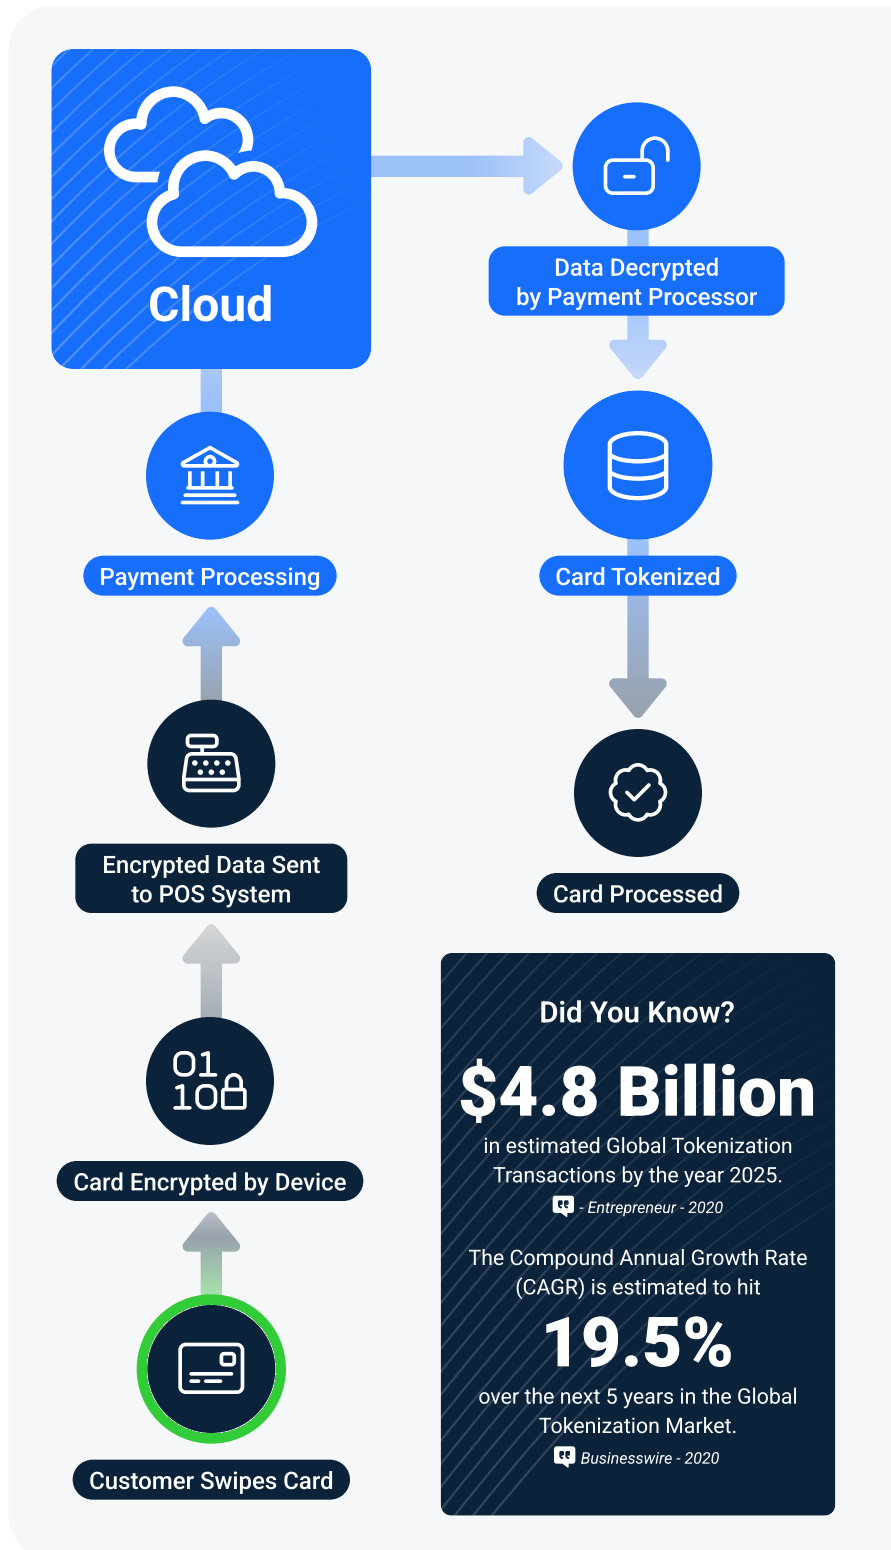 Cloud
Data Decrypted
by Payment Processor
Payment Processing
Card Tokenized
Encrypted Data Sent
to POS System
Card Processed
01
10
Card Encrypted by Device
Customer Swipes Card
Did You Know?
$4.8 Billion
in estimated Global Tokenization
Transactions by the year 2025.
- Entrepreneur - 2020
The Compound Annual Growth Rate
(CAGR) is estimated to hit
19.5%
over the next 5 years in the Global
Tokenization Market.
Businesswire - 2020